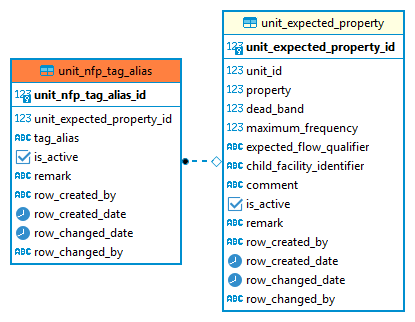 unit_nfp_tag_alias
123 unit_nfp_tag_alias_id
123 unit_expected_property_id
ABC tag_alias
is_active
ABC remark
ABC row_created_by
row_created_date
row_changed_date
ABC row_changed_by
unit_expected_property
123 unit_expected_property_id
123 unit_id
123 property
123 dead_band
123 maximum_frequency
ABC expected_flow_qualifier
ABC child_facility_identifier
ABC comment
is_active
ABC remark
ABC row_created_by
row_created_date
row_changed_date
ABC row_changed_by